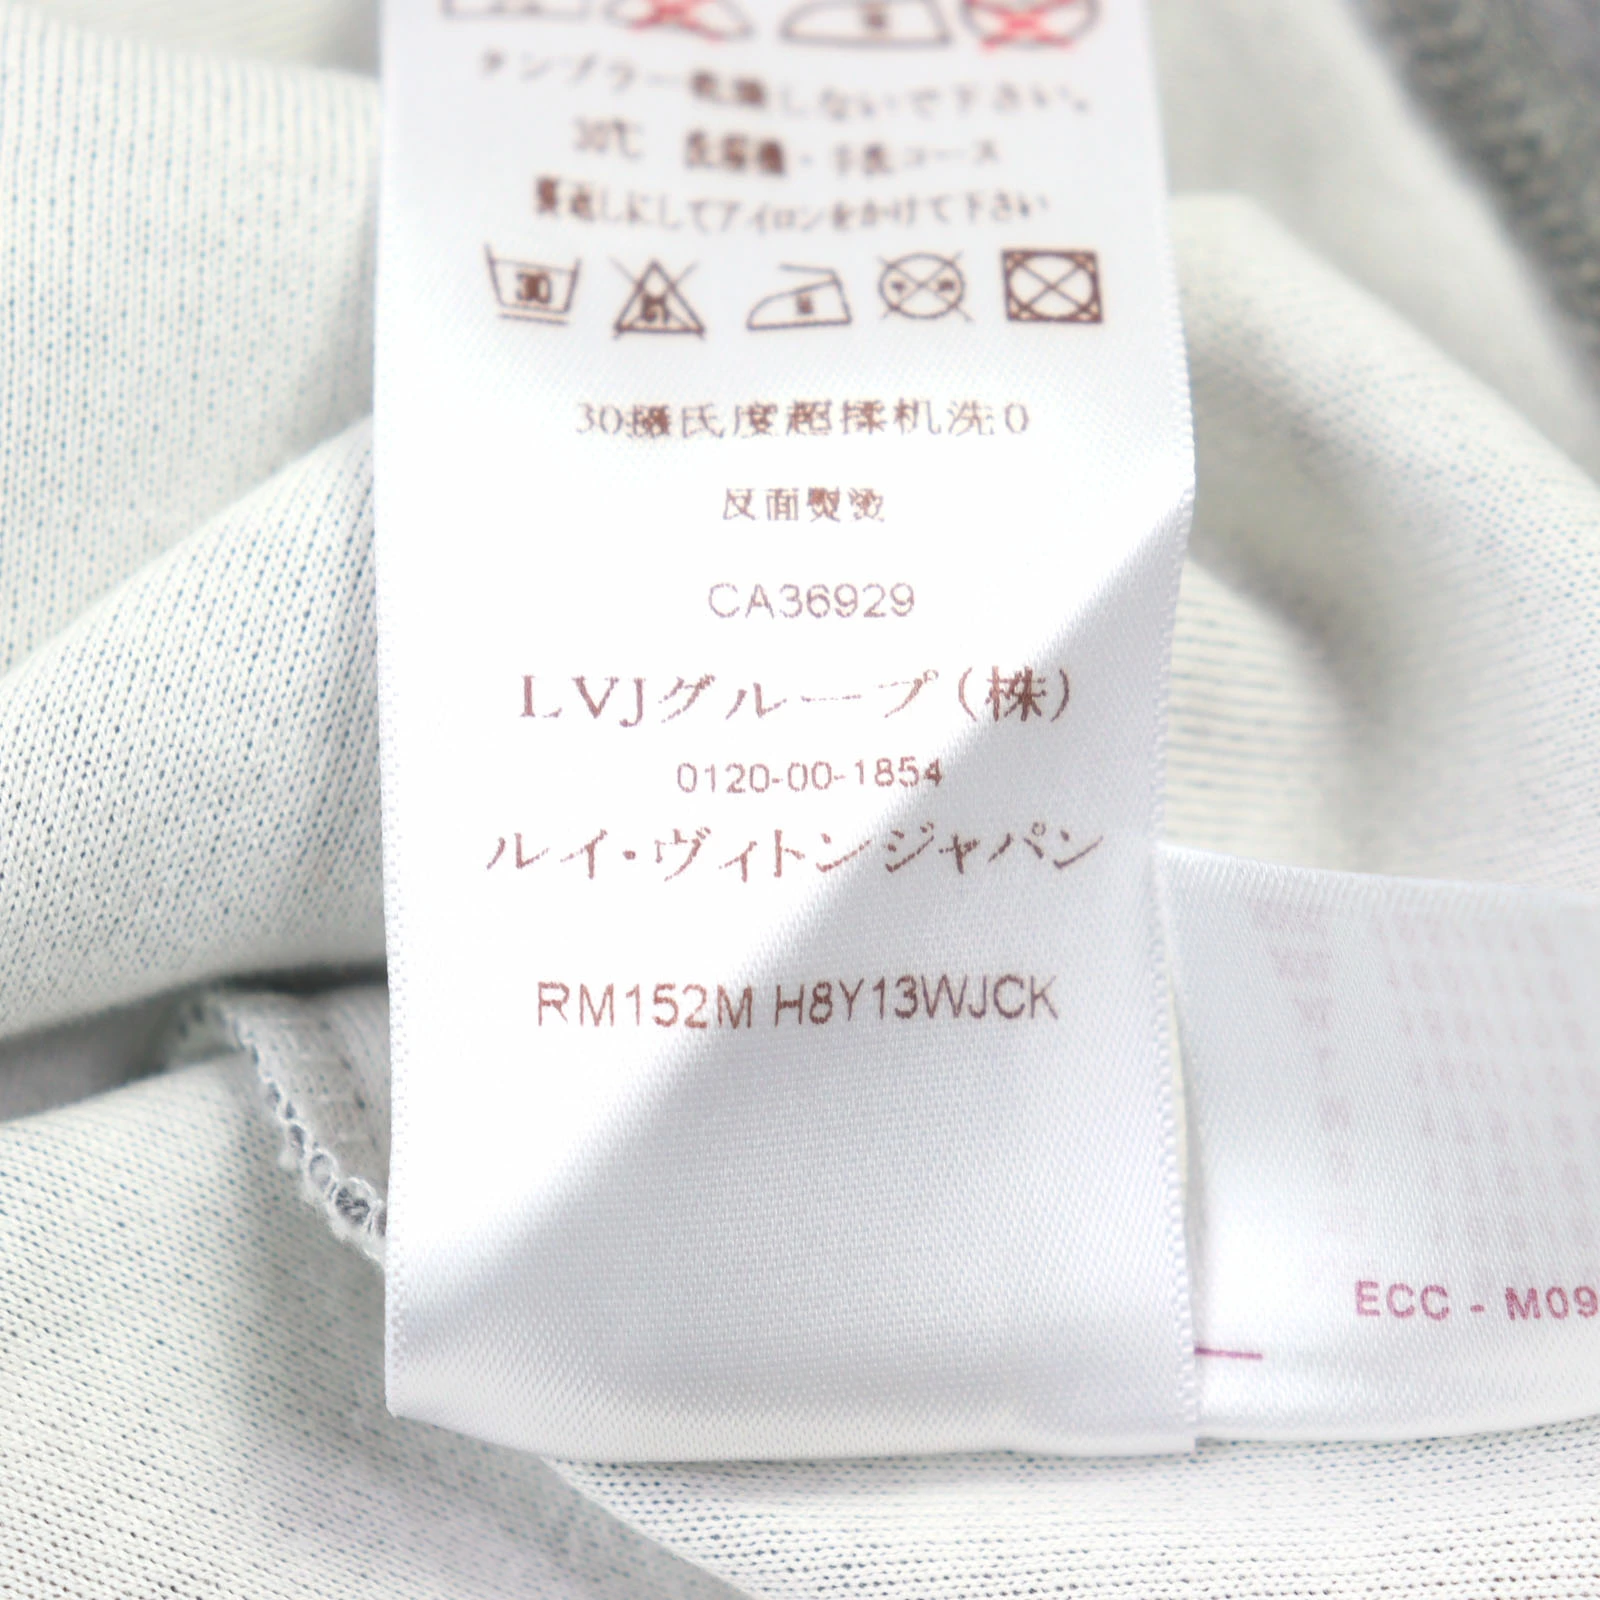 タンブラー乾燥しないで下さい。
30℃ 洗濯機・手洗コース
裏返しにしてアイロンをかけて下さい
30
30摄氏度超揉机洗0
反面熨烫
CA36929
LVJグループ(株)
0120-00-1854
ルイ・ヴィトンジャパン
RM152M H8Y13WJCK
ECC - M09